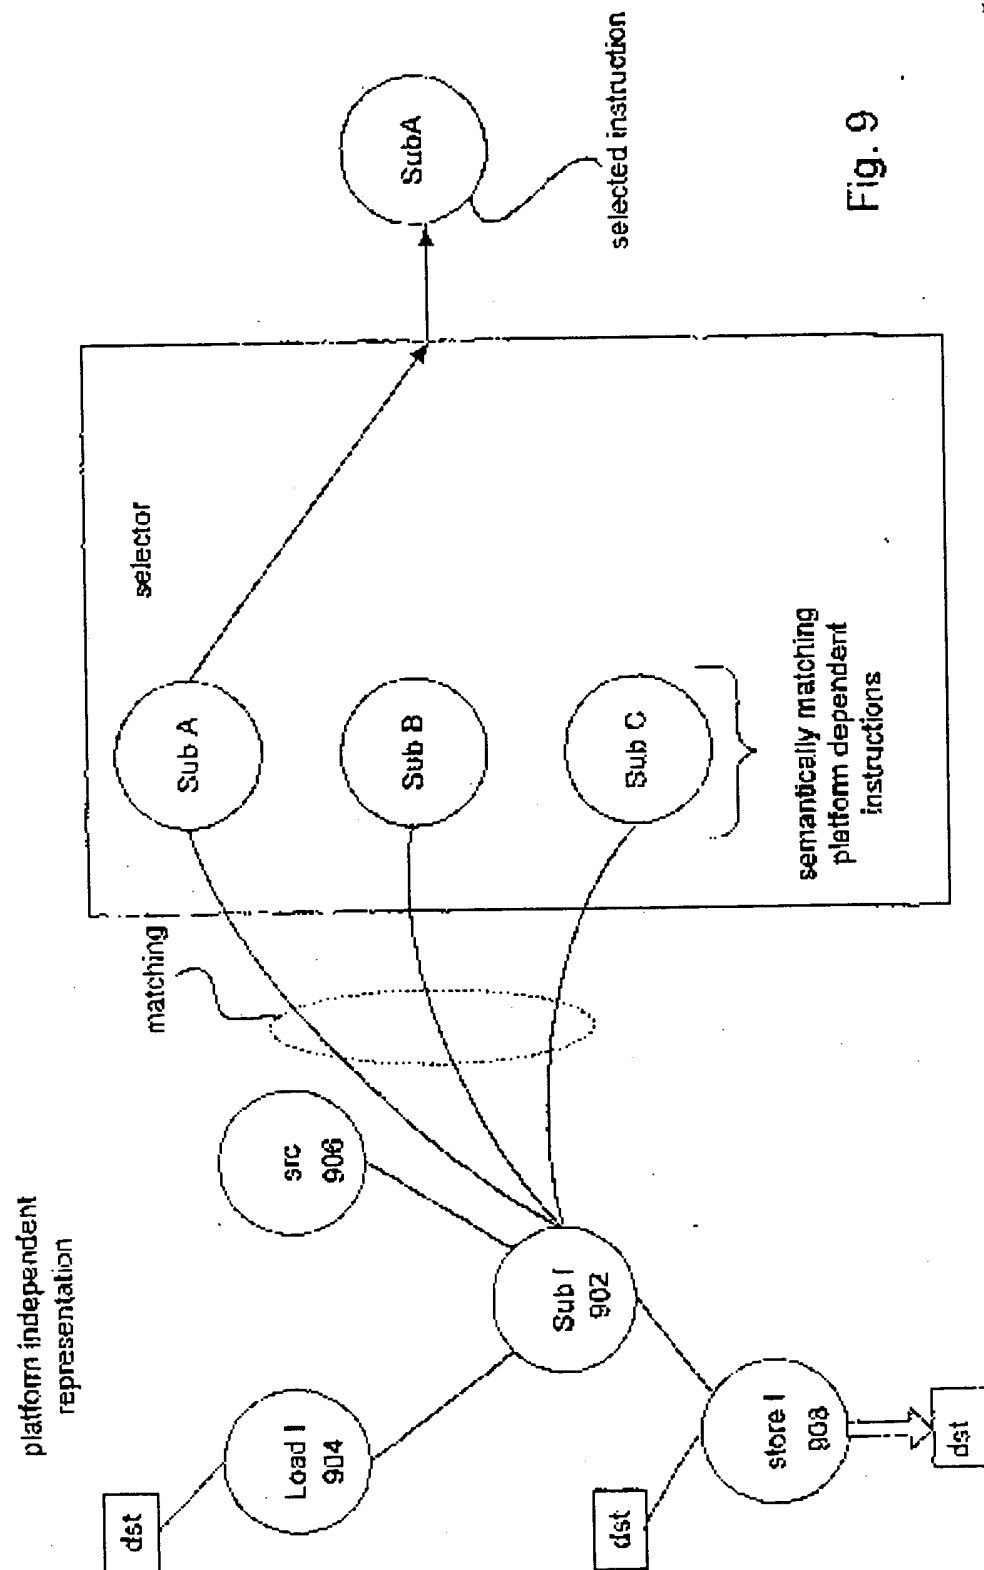 platform independent
representation
dst
Load I
904
src
906
Sub I
902
dst
store I
908
dst
matching
Sub A
Sub B
Sub C
selector
semantically matching
platform dependent
instructions
SubA
selected instruction
Fig. 9